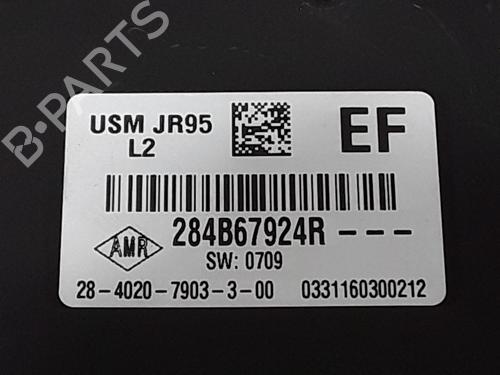 B-PARTS
USM JR95
L2
EF
284B67924R---
AMR
SW: 0709
28-4020-7903-3-00 0331160300212